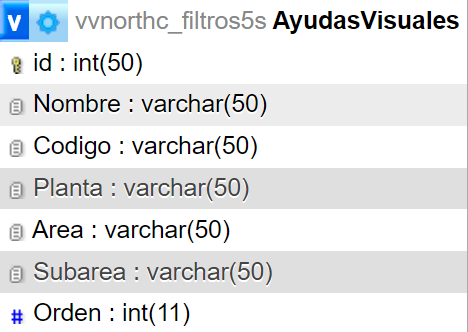 v vvnorthc_filtros5s AyudasVisuales
id : int(50)
Nombre : varchar(50)
Codigo : varchar(50)
Planta : varchar(50)
Area : varchar(50)
Subarea : varchar(50)
# Orden : int(11)